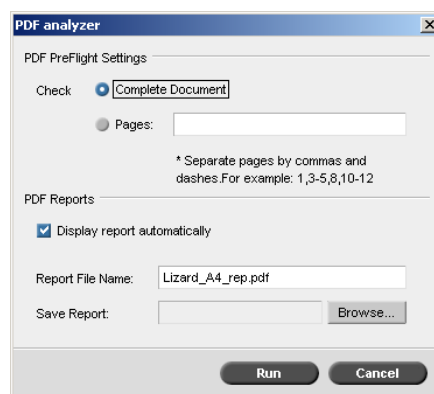 PDF analyzer
PDF PreFlight Settings
Check Complete Document
Pages:
* Separate pages by commas and
dashes.For example: 1,3-5,8,10-12
PDF Reports
Display report automatically
Report File Name: Lizard_A4_rep.pdf
Save Report: Browse...
Run Cancel